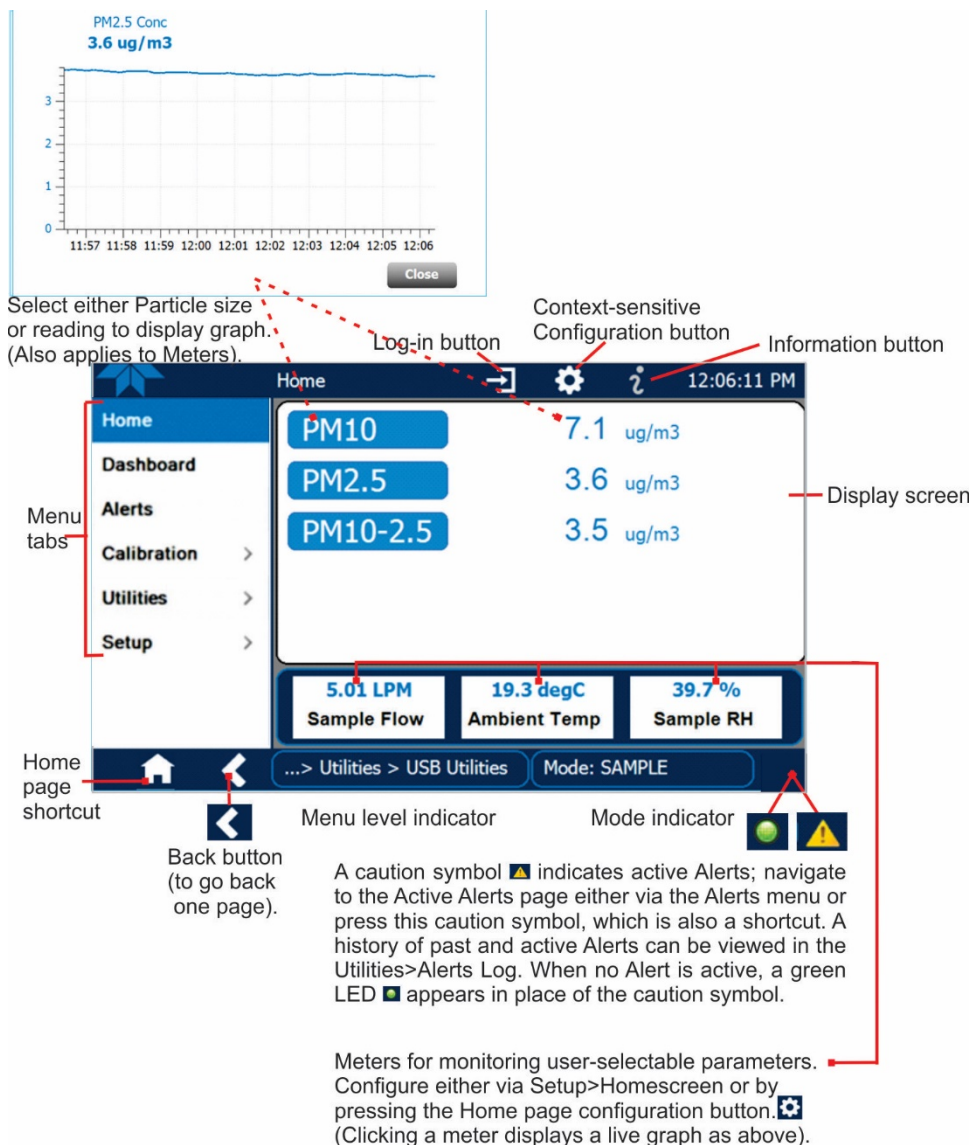 PM2.5 Conc
3.6 ug/m3
3
2
1
0
11:57 11:58 11:59 12:00 12:01 12:02 12:03 12:04 12:05 12:06
Close
Select either Particle size
or reading to display graph.
(Also applies to Meters).
Log-in button
Context-sensitive
Configuration button
Information button
Home
12:06:11 PM
Menu
tabs
Home
Dashboard
Alerts
Calibration >
Utilities >
Setup >
PM10 7.1 ug/m3
PM2.5 3.6 ug/m3
PM10-2.5 3.5 ug/m3
Display screen
5.01 LPM
Sample Flow
19.3 degC
Ambient Temp
39.7 %
Sample RH
Home
page
shortcut
...> Utilities > USB Utilities
Mode: SAMPLE
Back button
(to go back
one page).
Menu level indicator
Mode indicator
A caution symbol indicates active Alerts; navigate
to the Active Alerts page either via the Alerts menu or
press this caution symbol, which is also a shortcut. A
history of past and active Alerts can be viewed in the
Utilities>Alerts Log. When no Alert is active, a green
LED appears in place of the caution symbol.
Meters for monitoring user-selectable parameters.
Configure either via Setup>Homescreen or by
pressing the Home page configuration button.
(Clicking a meter displays a live graph as above).